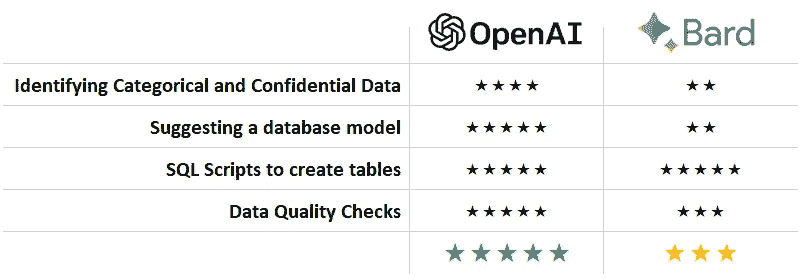 OpenAI Bard
Identifying Categorical and Confidential Data ★★★★ ★★
Suggesting a database model ★★★★★ ★★
SQL Scripts to create tables ★★★★★ ★★★★★
Data Quality Checks ★★★★★ ★★★
★★★★★ ★★★